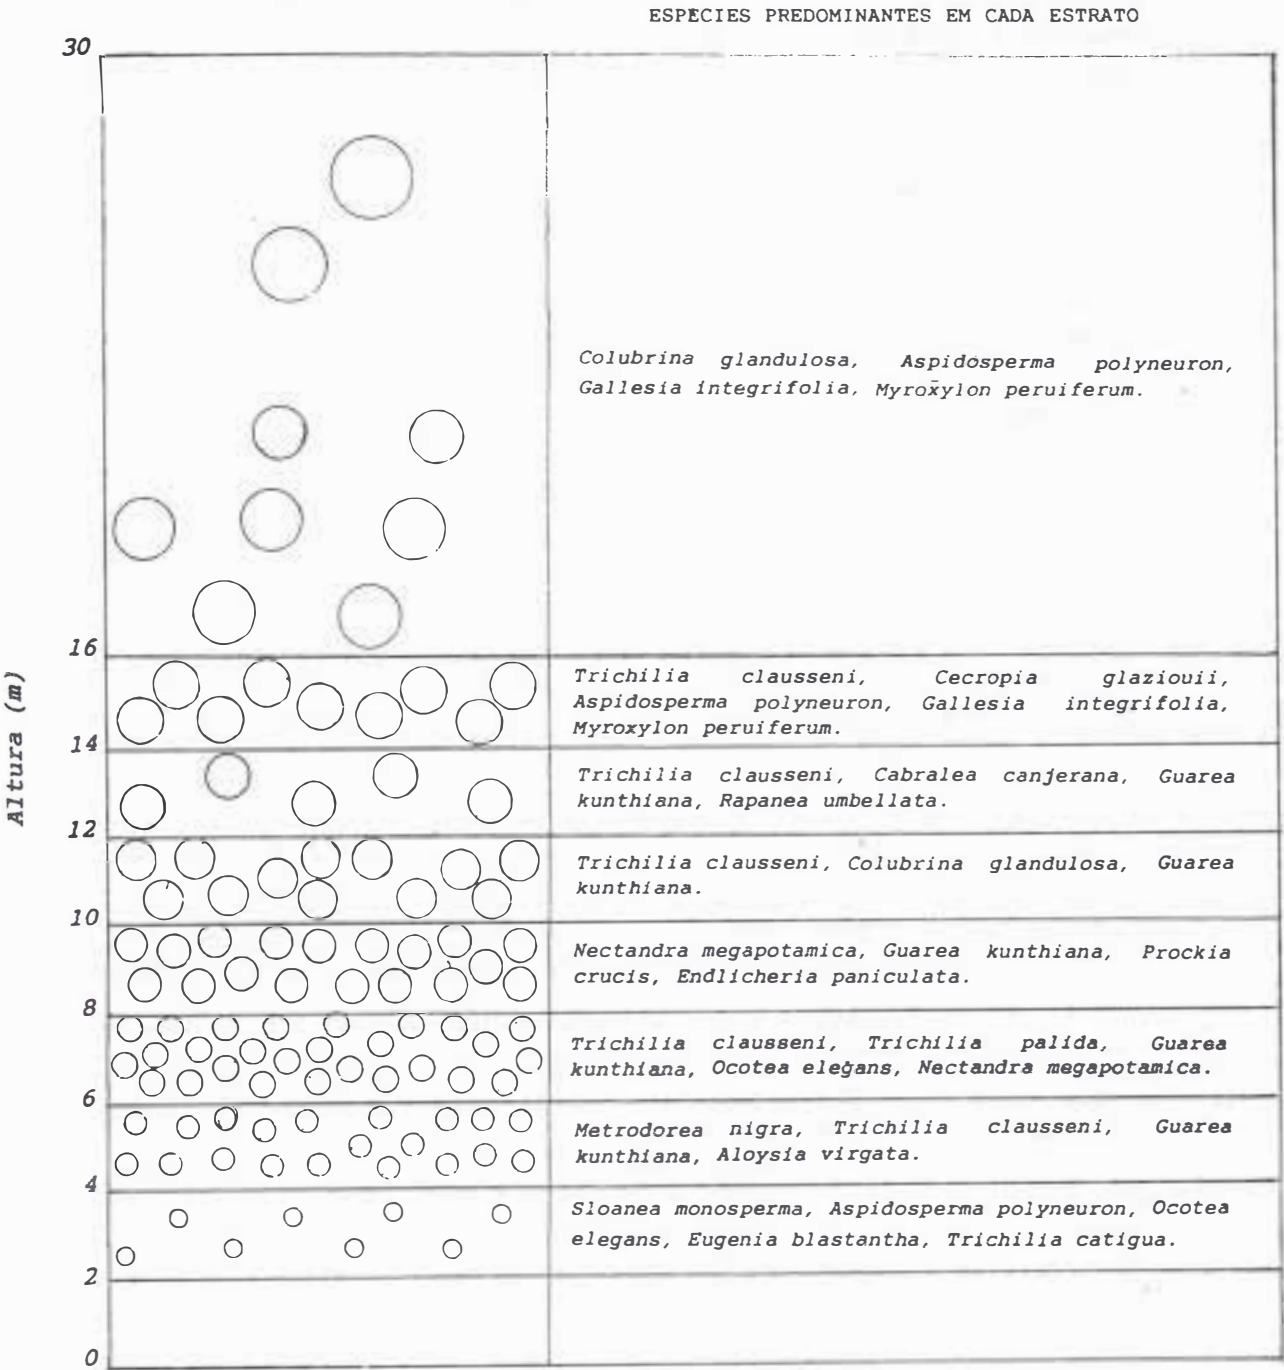 ESPÉCIES PREDOMINANTES EM CADA ESTRATO
30
Colubrina glandulosa, Aspidosperma polyneuron,
Gallesia integrifolia, Myroxylon peruiferum.
16
Trichilia clausseni, Cecropia glaziouii,
Aspidosperma polyneuron, Gallesia integrifolia,
Myroxylon peruiferum.
14
Trichilia clausseni, Cabralea canjerana, Guarea
kunthiana, Rapanea umbellata.
12
Trichilia clausseni, Colubrina glandulosa, Guarea
kunthiana.
10
Nectandra megapotamica, Guarea kunthiana, Prockia
crucis, Endlicheria paniculata.
8
Trichilia clausseni, Trichilia palida, Guarea
kunthiana, Ocotea elegans, Nectandra megapotamica.
6
Metrodorea nigra, Trichilia clausseni, Guarea
kunthiana, Aloysia virgata.
4
Sloanea monosperma, Aspidosperma polyneuron, Ocotea
elegans, Eugenia blastantha, Trichilia catigua.
2
0
Altura (m)